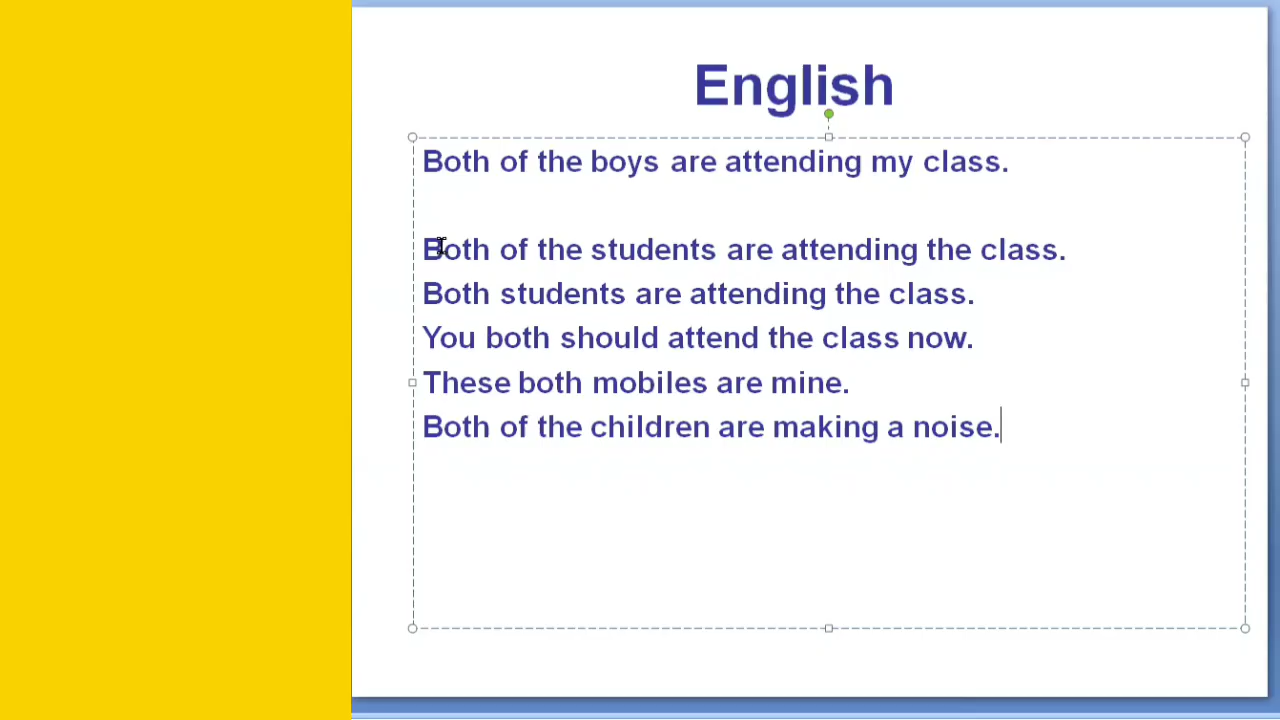 English
Both of the boys are attending my class.
Both of the students are attending the class.
Both students are attending the class.
You both should attend the class now.
These both mobiles are mine.
Both of the children are making a noise.